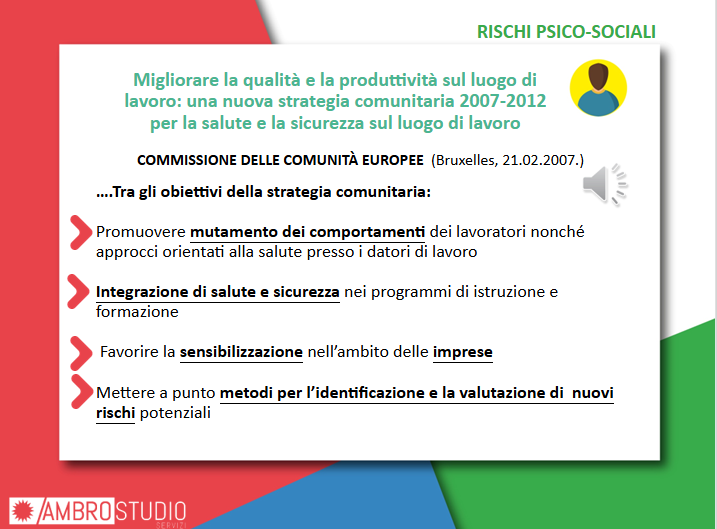 RISCHI PSICO-SOCIALI
Migliorare la qualità e la produttività sul luogo di
lavoro: una nuova strategia comunitaria 2007-2012
per la salute e la sicurezza sul luogo di lavoro
COMMISSIONE DELLE COMUNITÀ EUROPEE (Bruxelles, 21.02.2007.)
....Tra gli obiettivi della strategia comunitaria:
Promuovere mutamento dei comportamenti dei lavoratori nonché
approcci orientati alla salute presso i datori di lavoro
Integrazione di salute e sicurezza nei programmi di istruzione e
formazione
Favorire la sensibilizzazione nell'ambito delle imprese
Mettere a punto metodi per l'identificazione e la valutazione di nuovi
rischi potenziali
AMBROSTUDIO
SERVIZI